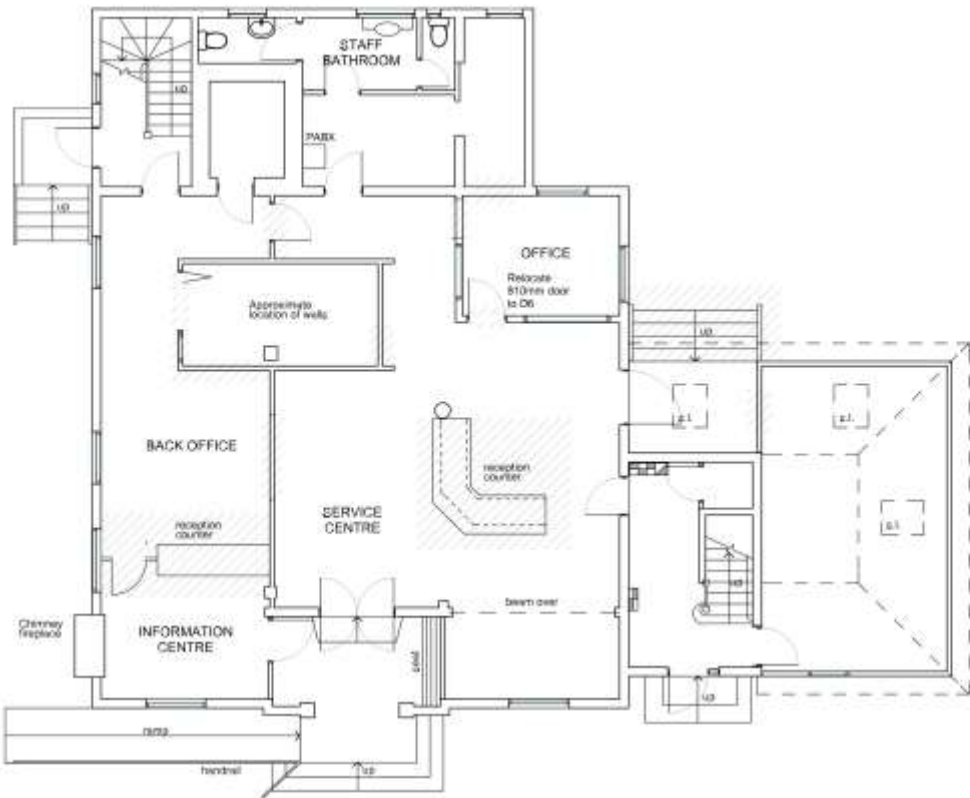 STAFF
BATHROOM
up
PABX
up
OFFICE
Relocate
810mm door
to D6
Approximate
location of wells
up
p.l.
p.l.
BACK OFFICE
reception
counter
p.l.
SERVICE
CENTRE
reception
counter
up
beam over
Chimney
fireplace
INFORMATION
CENTRE
seat
up
ramp
handrail
up